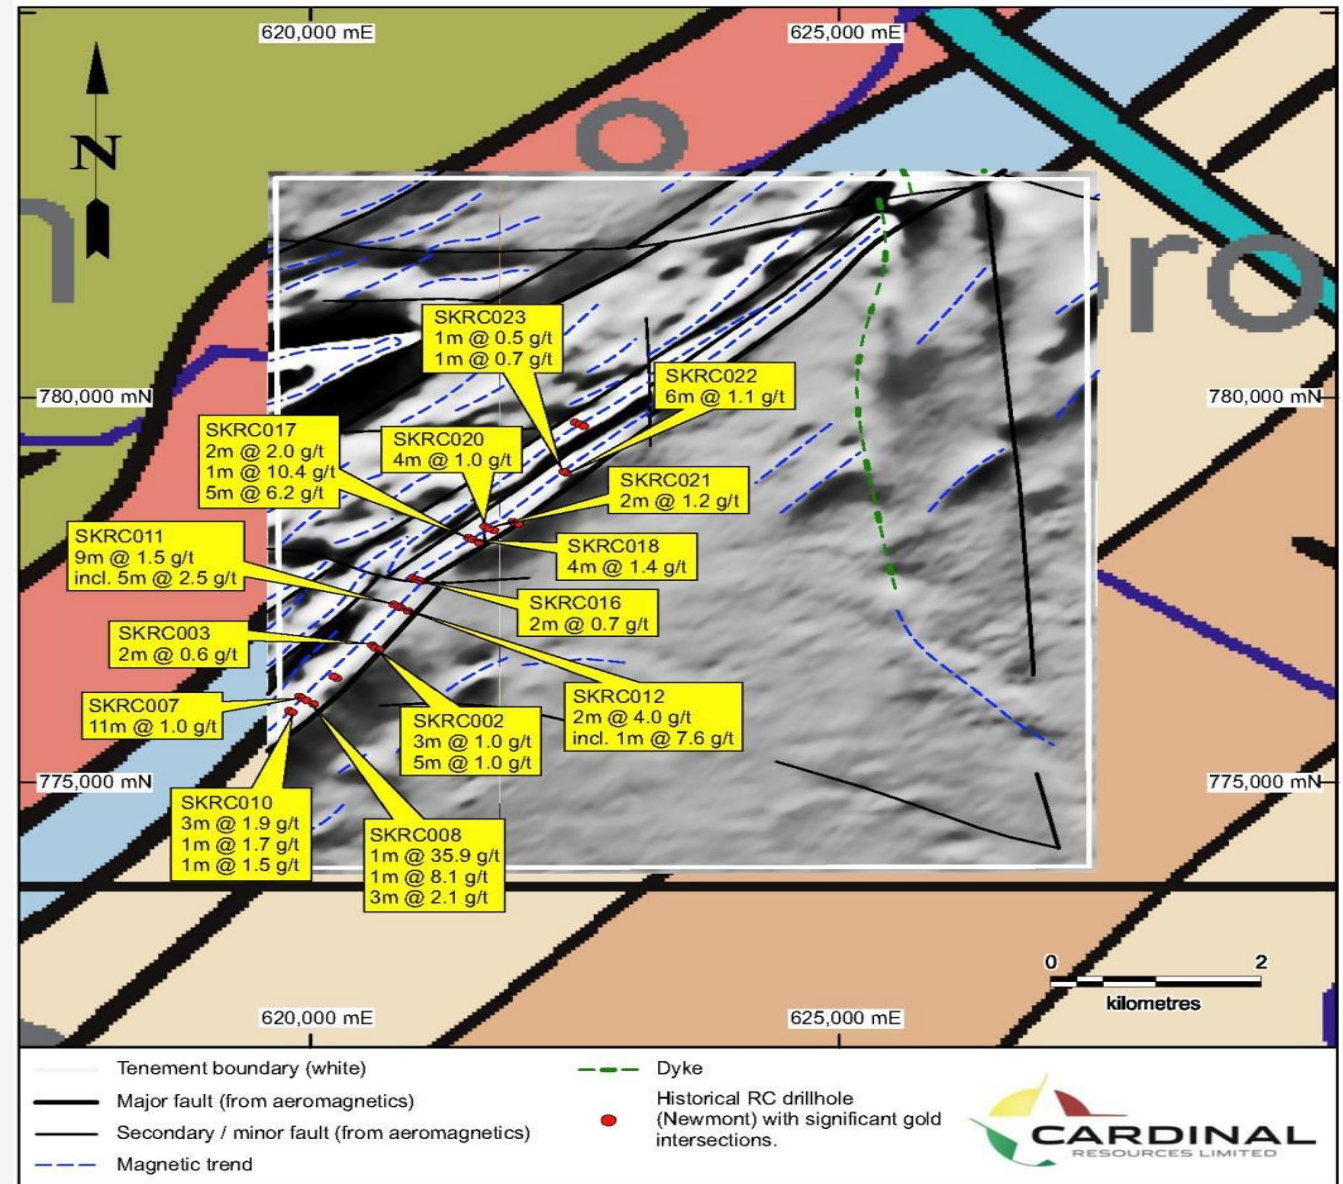 620,000 mE
625,000 mE
N
o
n
oro
SKRC023
1m @ 0.5 g/t
1m @ 0.7 g/t
SKRC022
6m @ 1.1 g/t
780,000 mN
780,000 mN
SKRC017
2m @ 2.0 g/t
1m @ 10.4 g/t
5m @ 6.2 g/t
SKRC020
4m @ 1.0 g/t
SKRC021
2m @ 1.2 g/t
SKRC011
9m @ 1.5 g/t
incl. 5m @ 2.5 g/t
SKRC018
4m @ 1.4 g/t
SKRC016
2m @ 0.7 g/t
SKRC003
2m @ 0.6 g/t
SKRC012
2m @ 4.0 g/t
incl. 1m @ 7.6 g/t
SKRC007
11m @ 1.0 g/t
SKRC002
3m @ 1.0 g/t
5m @ 1.0 g/t
775,000 mN
775,000 mN
SKRC010
3m @ 1.9 g/t
1m @ 1.7 g/t
1m @ 1.5 g/t
SKRC008
1m @ 35.9 g/t
1m @ 8.1 g/t
3m @ 2.1 g/t
0 2
kilometres
620,000 mE
625,000 mE
Tenement boundary (white)
Major fault (from aeromagnetics)
Secondary / minor fault (from aeromagnetics)
Magnetic trend
Dyke
Historical RC drillhole
(Newmont) with significant gold
intersections.
CARDINAL
RESOURCES LIMITED